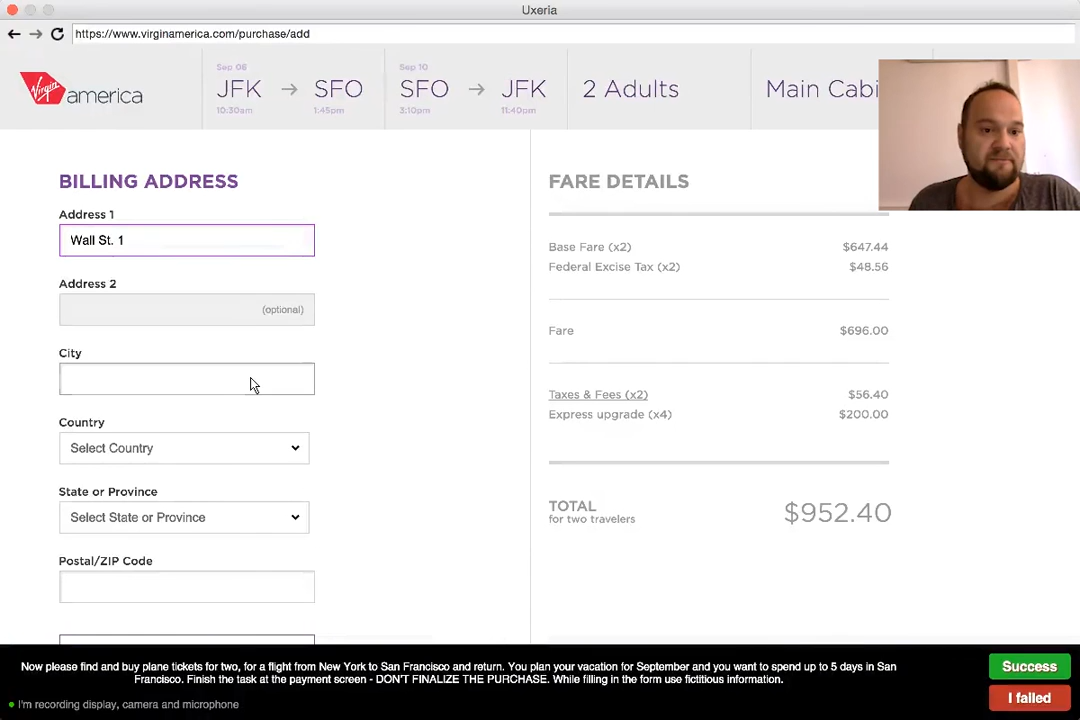 Uxeria
https://www.virginamerica.com/purchase/add
Virgin america
Sep 06
JFK → SFO
10:30am 1:45pm
Sep 10
SFO → JFK
3:10pm 11:40pm
2 Adults
Main Cabi
BILLING ADDRESS
Address 1
Wall St. 1
Address 2
(optional)
City
Country
Select Country
State or Province
Select State or Province
Postal/ZIP Code
FARE DETAILS
Base Fare (x2) $647.44
Federal Excise Tax (x2) $48.56
Fare $696.00
Taxes & Fees (x2) $56.40
Express upgrade (x4) $200.00
TOTAL
for two travelers
$952.40
Now please find and buy plane tickets for two, for a flight from New York to San Francisco and return. You plan your vacation for September and you want to spend up to 5 days in San
Francisco. Finish the task at the payment screen - DON'T FINALIZE THE PURCHASE. While filling in the form use fictitious information.
I'm recording display, camera and microphone
Success
I failed